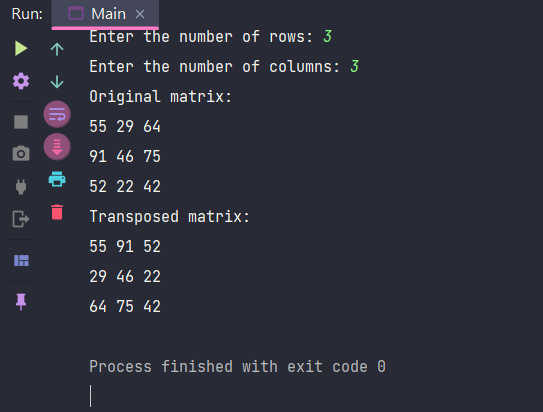 Run: Main ×
Enter the number of rows: 3
Enter the number of columns: 3
Original matrix:
55 29 64
91 46 75
52 22 42
Transposed matrix:
55 91 52
29 46 22
64 75 42
Process finished with exit code 0